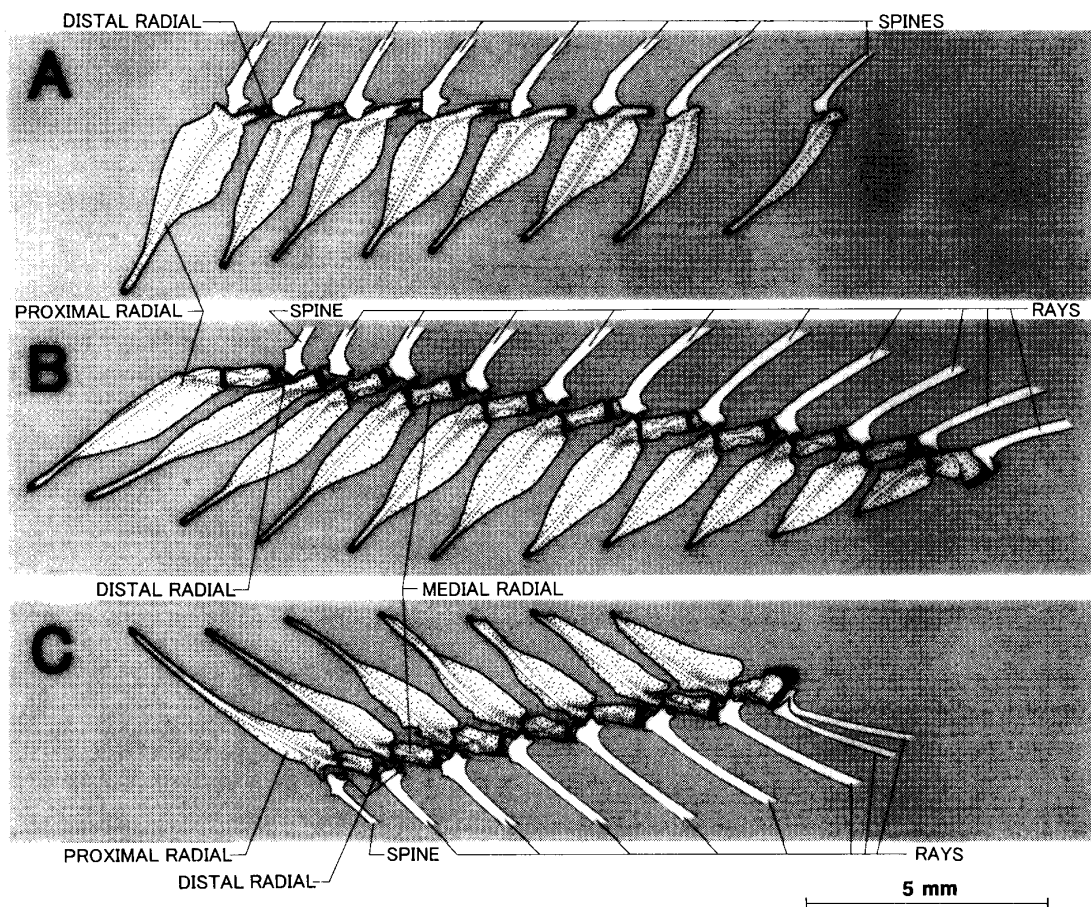 DISTAL RADIAL
SPINES
A
PROXIMAL RADIAL
SPINE
RAYS
B
DISTAL RADIAL
MEDIAL RADIAL
C
PROXIMAL RADIAL
SPINE
RAYS
DISTAL RADIAL
5 mm